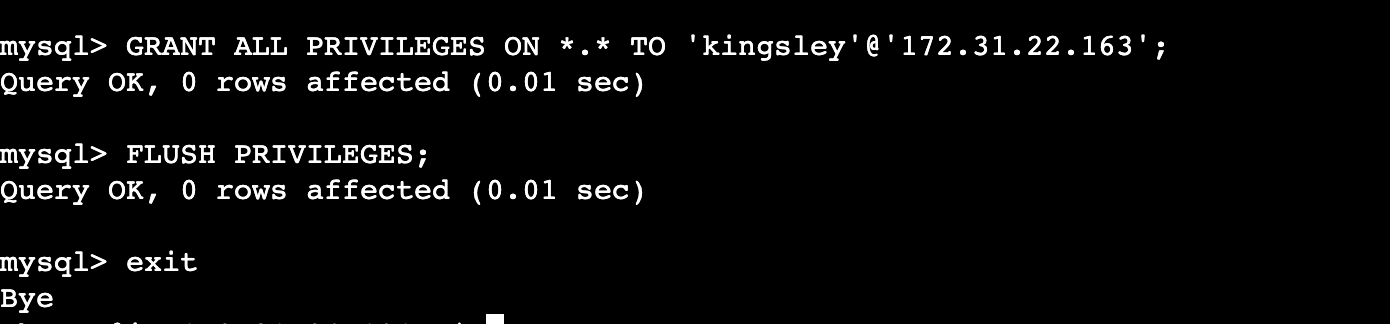 mysql> GRANT ALL PRIVILEGES ON *.* TO 'kingsley'@'172.31.22.163';
Query OK, 0 rows affected (0.01 sec)
mysql> FLUSH PRIVILEGES;
Query OK, 0 rows affected (0.01 sec)
mysql> exit
Bye